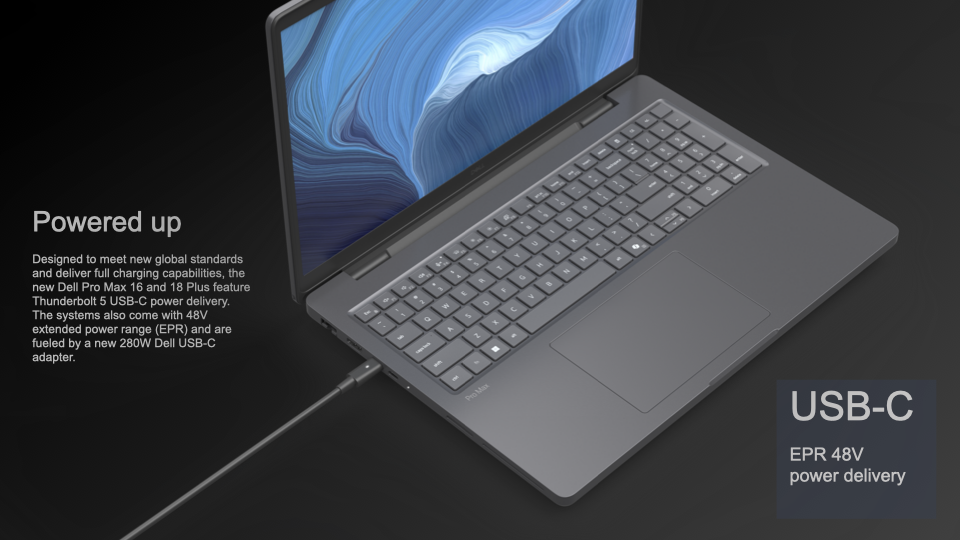 Powered up
Designed to meet new global standards
and deliver full charging capabilities, the
new Dell Pro Max 16 and 18 Plus feature
Thunderbolt 5 USB-C power delivery.
The systems also come with 48V
extended power range (EPR) and are
fueled by a new 280W Dell USB-C
adapter.
Pro Max
USB-C
EPR 48V
power delivery